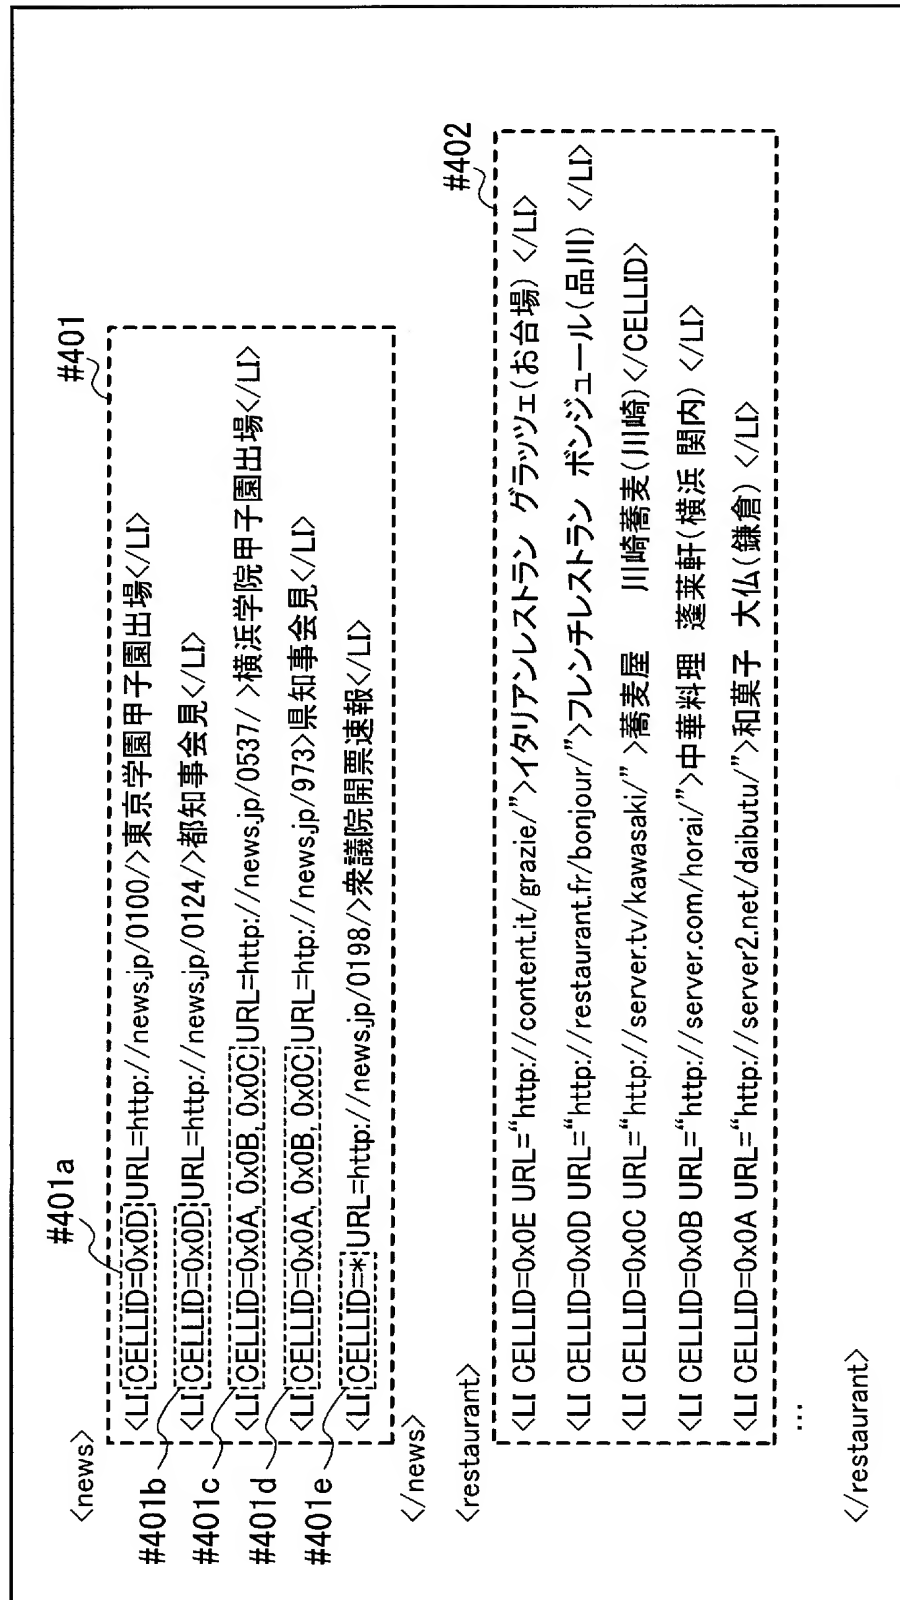 <news>
#401a
#401
<LI CELLID=0x0D URL=http://news.jp/0100/>東京学園甲子園出場</LI>
#401b
<LI CELLID=0x0D URL=http://news.jp/0124/>都知事会見</LI>
#401c
<LI CELLID=0x0A, 0x0B, 0x0C URL=http://news.jp/0537/ >横浜学院甲子園出場</LI>
#401d
<LI CELLID=0x0A, 0x0B, 0x0C URL=htp://news.jp/973>県知事会見</LI>
#401e
<LI CELLID=* URL=http://news.jp/0198/>衆議院開票速報</LI>
</news>
<restaurant>
#402
<LI CELLID=0x0E URL=“http://content.it/grazie/”>イタリアンレストラン グラッツェ(お台場) </LI>
<LI CELLID=0x0D URL=“http://restaurant.fr/bonjour/”>フレンチレストラン ボンジュール(品川) </LI>
<LI CELLID=0x0C URL=“http://server.tv/kawasaki/” >蕎麦屋 川崎蕎麦(川崎)</CELLID>
<LI CELLID=0x0B URL=“http://server.com/horai/”>中華料理 蓬莱軒(横浜 関内) </LI>
<LI CELLID=0x0A URL=“http://server2.net/daibutu/”>和菓子 大仏(鎌倉) </LI>
...
</restaurant>